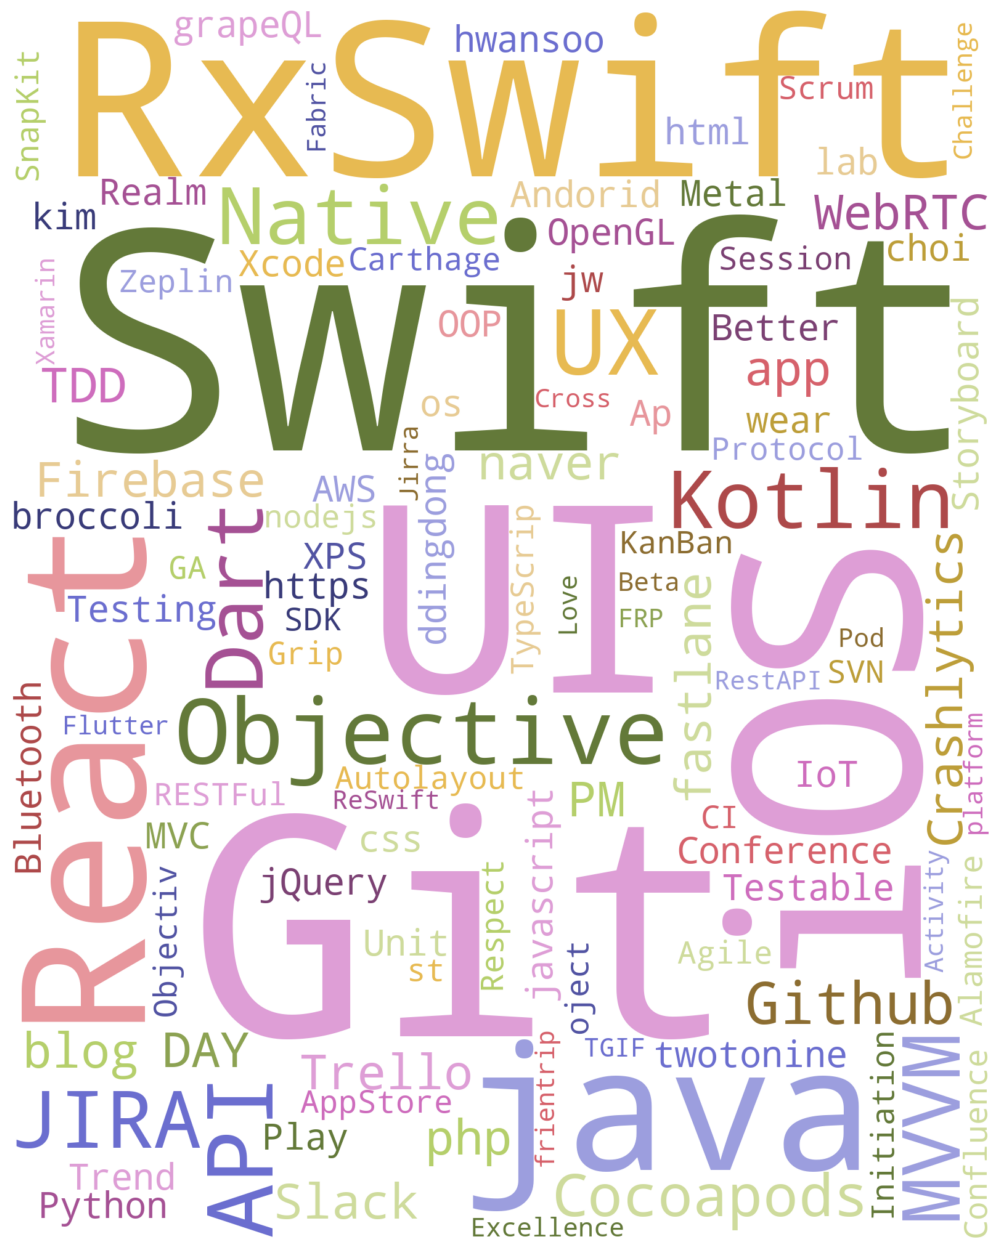 grapeQL
hwansoo
RxSwift
SnapKit
Fabric
Scrum
Challenge
html
lab
Realm
Native
Andorid
Metal
WebRTC
kim
OpenGL
choi
Swift
Zeplin
Xcode
Carthage
Session
jw
Xamarin
OOP
UX
Better
app
TDD
os
Cross
Ap
wear
Storyboard
Protocol
Jirra
naver
Firebase
AWS
ddingdong
Kotlin
broccoli
nodejs
Dart
UI
TypeScrip
KanBan
XPS
GA
https
Love
Beta
iOS
Crashlytics
React
Testing
SDK
FRP
fastlane
Pod
Grip
RestAPI
SVN
Bluetooth
Flutter
Objective
platform
IoT
Autolayout
RESTFul
ReSwift
PM
javascript
CI
MVC
css
Conference
Git
jQuery
Testable
Activity
Alamofire
Objectiv
Respect
Unit
st
Agile
oject
Github
blog
DAY
frientrip
TGIF
twotonine
Initiation
MVVM
Trello
java
AppStore
JIRA
API
Play
php
Confluence
Trend
Python
Slack
Cocoapods
Excellence